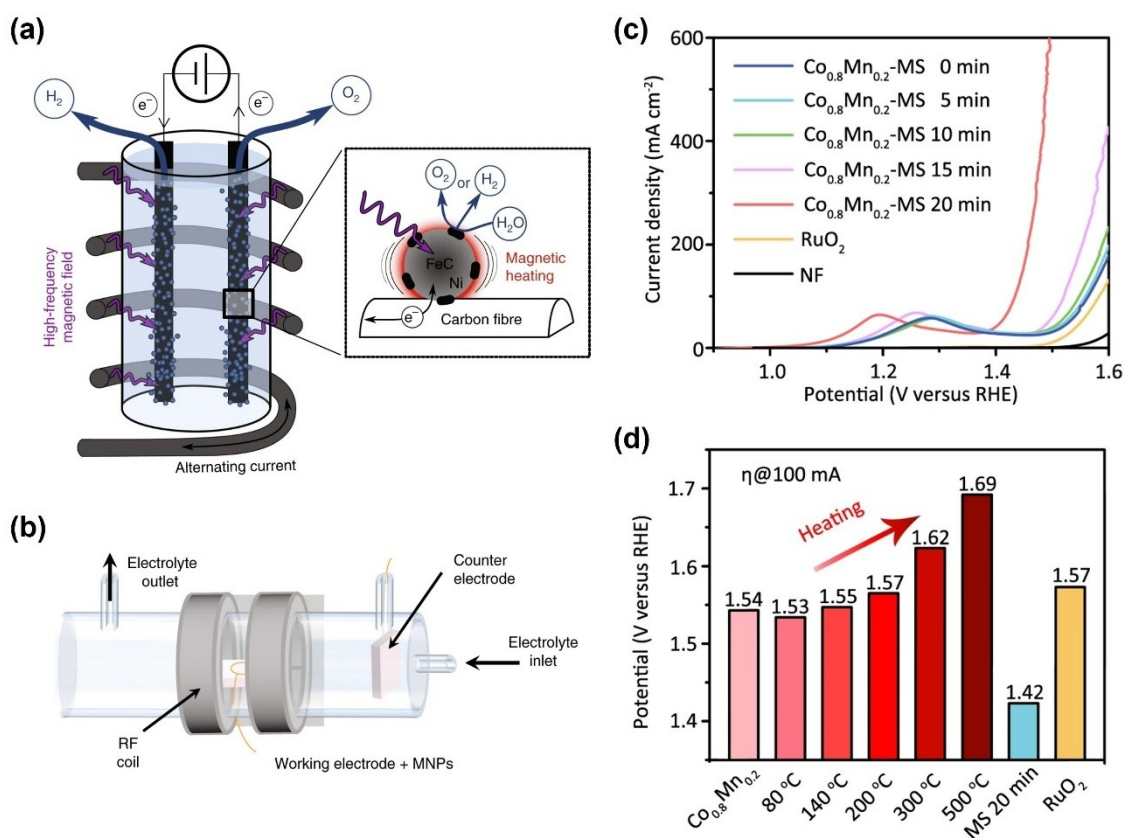 (a)
H₂
e⁻
e⁻
O₂
High-frequency
magnetic field
O₂ or H₂
H₂O
Magnetic
heating
FeC
Ni
e⁻
Carbon fibre
Alternating current
(b)
Electrolyte
outlet
Counter
electrode
Electrolyte
inlet
RF
coil
Working electrode + MNPs
(c)
Current density (mA cm⁻²)
600
400
200
0
Co₀.₈Mn₀.₂-MS 0 min
Co₀.₈Mn₀.₂-MS 5 min
Co₀.₈Mn₀.₂-MS 10 min
Co₀.₈Mn₀.₂-MS 15 min
Co₀.₈Mn₀.₂-MS 20 min
RuO₂
NF
1.0 1.2 1.4 1.6
Potential (V versus RHE)
(d)
Potential (V versus RHE)
1.7
1.6
1.5
1.4
η@100 mA
Heating
1.54 1.53 1.55 1.57 1.62 1.69 1.42 1.57
Co₀.₈Mn₀.₂ 80 °C 140 °C 200 °C 300 °C 500 °C MS 20 min RuO₂